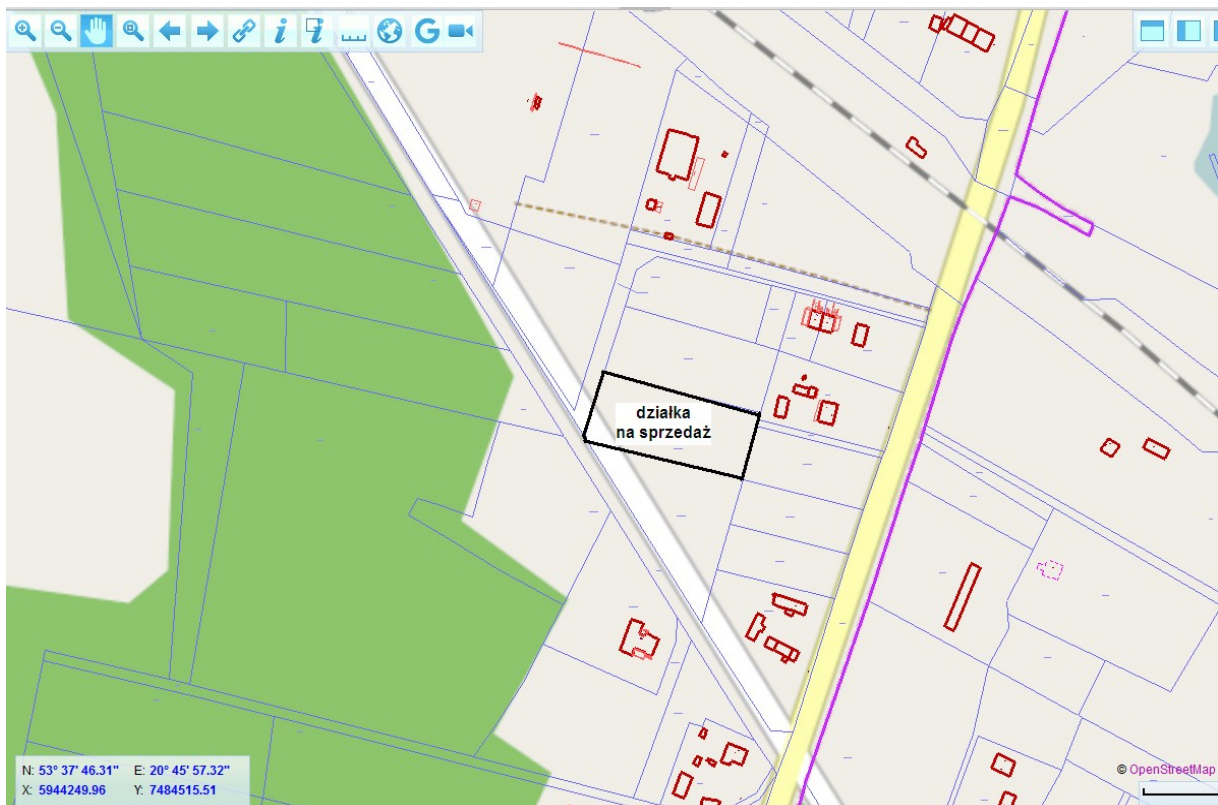 i
i
G
działka
na sprzedaż
N: 53° 37' 46.31" E: 20° 45' 57.32"
X: 5944249.96 Y: 7484515.51
© OpenStreetMap